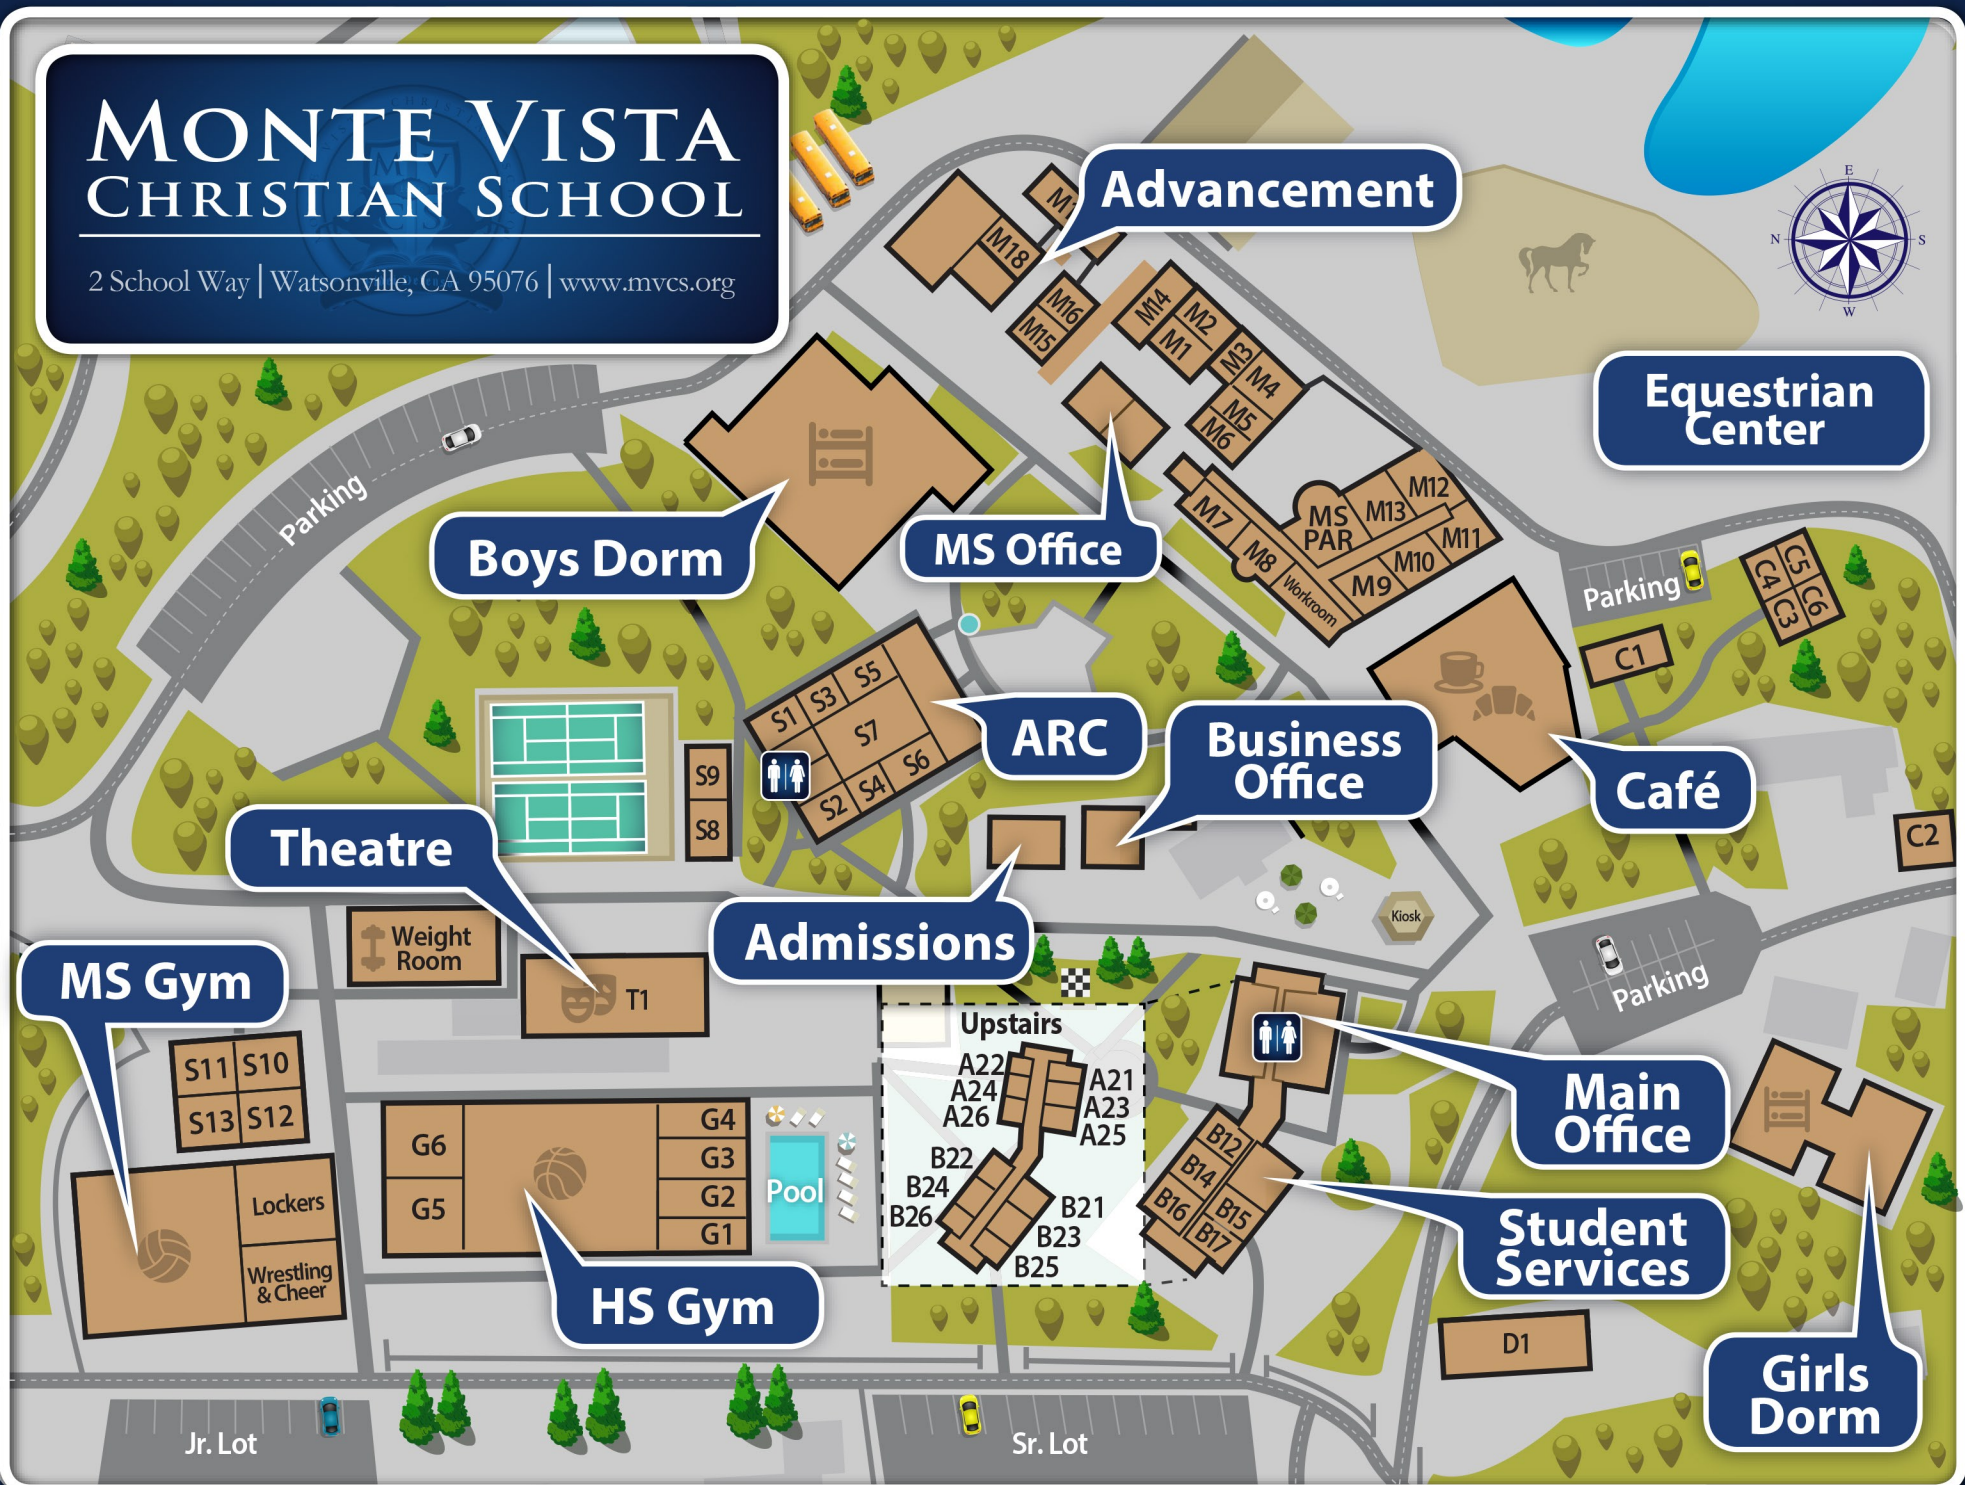 MONTE VISTA
CHRISTIAN SCHOOL
2 School Way | Watsonville, CA 95076 | www.mvcs.org
Advancement
M18
M16
M15
M14
M2
M1
M3
M4
M5
M6
E
N
S
W
Equestrian
Center
Parking
Boys Dorm
MS Office
M7
M8
Workroom
MS
PAR
M13
M12
M11
M10
M9
Parking
C5
C4
C6
C3
C1
C2
S1
S3
S5
S7
S2
S4
S6
ARC
Business
Office
Café
S9
S8
Theatre
Admissions
Kiosk
Parking
Weight
Room
T1
MS Gym
S11
S10
S13
S12
Lockers
Wrestling
& Cheer
G6
G5
G4
G3
G2
G1
Pool
HS Gym
Upstairs
A22
A24
A26
A21
A23
A25
B22
B24
B26
B21
B23
B25
B12
B14
B16
B15
B17
Main
Office
Student
Services
D1
Girls
Dorm
Jr. Lot
Sr. Lot